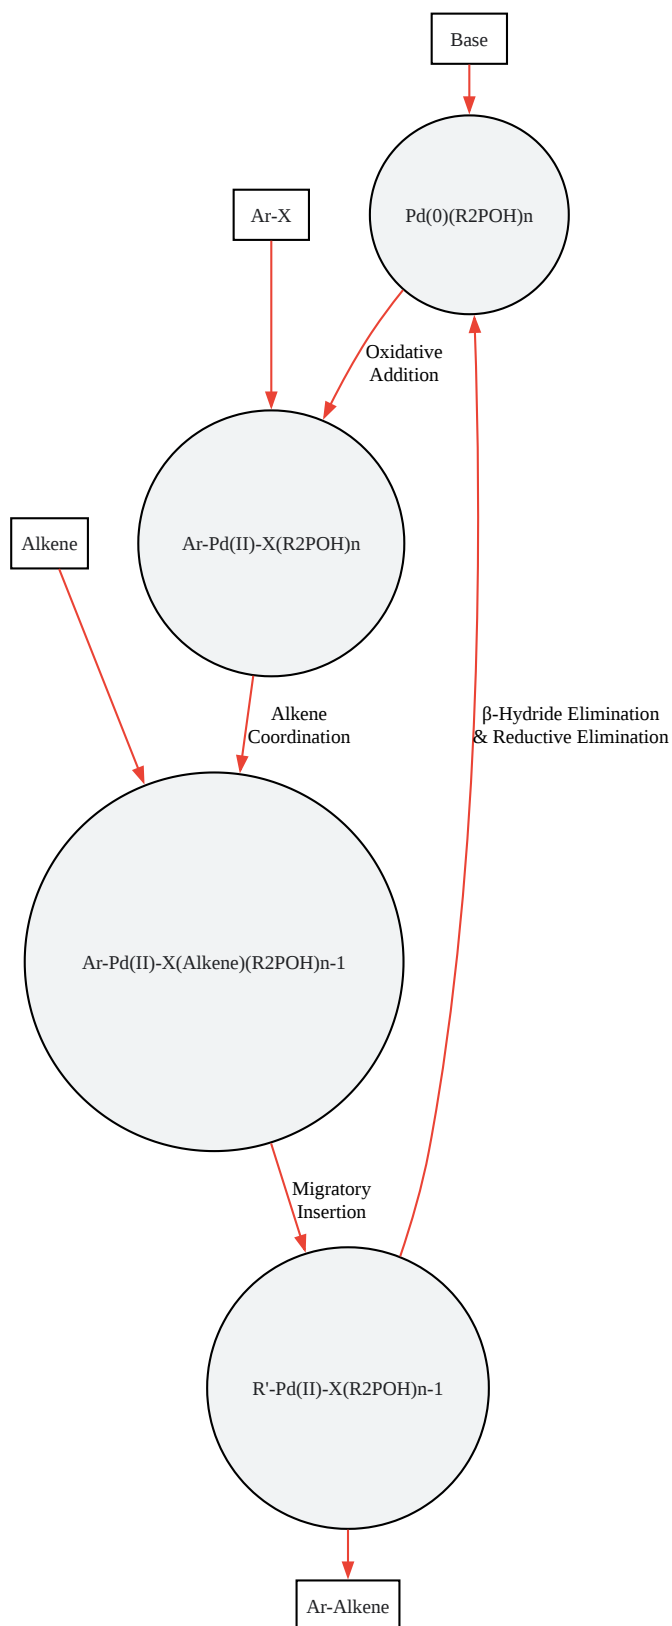 Base
Pd(0)(R2POH)n
Ar-X
Oxidative
Addition
Ar-Pd(II)-X(R2POH)n
Alkene
Alkene
Coordination
β-Hydride Elimination
& Reductive Elimination
Ar-Pd(II)-X(Alkene)(R2POH)n-1
Migratory
Insertion
R'-Pd(II)-X(R2POH)n-1
Ar-Alkene